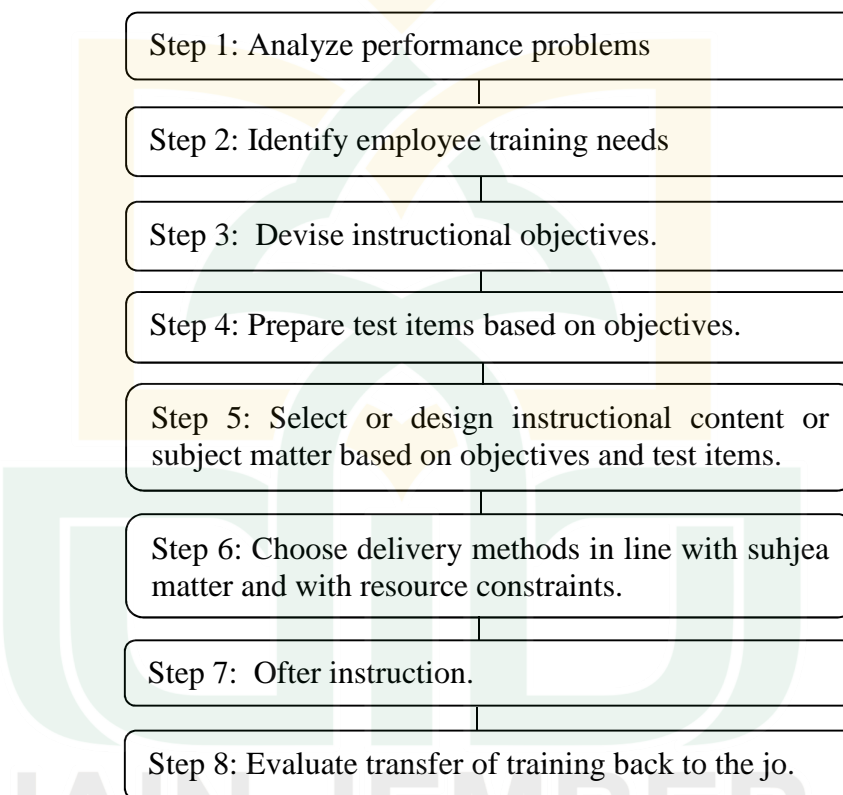 Step 1: Analyze performance problems
Step 2: Identify employee training needs
Step 3: Devise instructional objectives.
Step 4: Prepare test items based on objectives.
Step 5: Select or design instructional content or
subject matter based on objectives and test items.
Step 6: Choose delivery methods in line with suhjea
matter and with resource constraints.
Step 7: Ofter instruction.
Step 8: Evaluate transfer of training back to the jo.
IAIN JEMBER